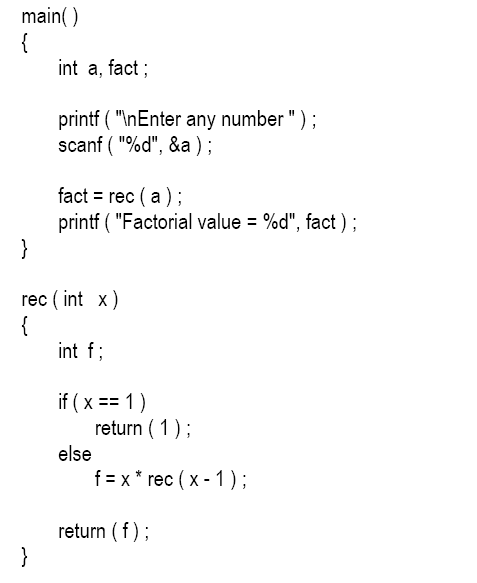 main( )
{
int a, fact ;
printf ( "\nEnter any number " ) ;
scanf ( "%d", &a ) ;
fact = rec ( a ) ;
printf ( "Factorial value = %d", fact ) ;
}
rec ( int x )
{
int f ;
if ( x == 1 )
return ( 1 ) ;
else
f = x * rec ( x - 1 ) ;
return ( f ) ;
}